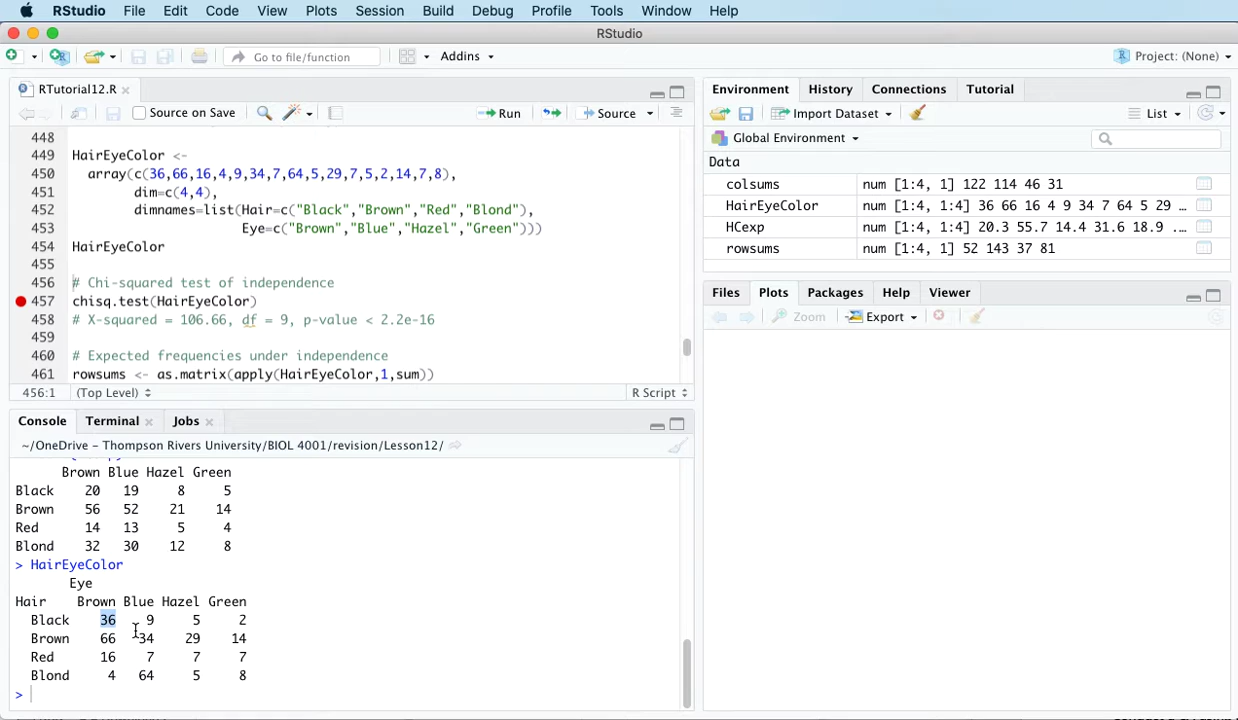 RStudio File Edit Code View Plots Session Build Debug Profile Tools Window Help
RStudio
Go to file/function Addins Project: (None)
RTutorial12.R
Source on Save Run Source
448
449 HairEyeColor <-
450 array(c(36,66,16,4,9,34,7,64,5,29,7,5,2,14,7,8),
451 dim=c(4,4),
452 dimnames=list(Hair=c("Black","Brown","Red","Blond"),
453 Eye=c("Brown","Blue","Hazel","Green")))
454 HairEyeColor
455
456 # Chi-squared test of independence
457 chisq.test(HairEyeColor)
458 # X-squared = 106.66, df = 9, p-value < 2.2e-16
459
460 # Expected frequencies under independence
461 rowsums <- as.matrix(apply(HairEyeColor,1,sum))
456:1 (Top Level) R Script
Console Terminal Jobs
~/OneDrive - Thompson Rivers University/BIOL 4001/revision/Lesson12/
Brown Blue Hazel Green
Black 20 19 8 5
Brown 56 52 21 14
Red 14 13 5 4
Blond 32 30 12 8
> HairEyeColor
Eye
Hair Brown Blue Hazel Green
Black 36 9 5 2
Brown 66 34 29 14
Red 16 7 7 7
Blond 4 64 5 8
>
Environment History Connections Tutorial
Import Dataset List
Global Environment
Data
colsums num [1:4, 1] 122 114 46 31
HairEyeColor num [1:4, 1:4] 36 66 16 4 9 34 7 64 5 29 …
HCexp num [1:4, 1:4] 20.3 55.7 14.4 31.6 18.9 ...
rowsums num [1:4, 1] 52 143 37 81
Files Plots Packages Help Viewer
Zoom Export